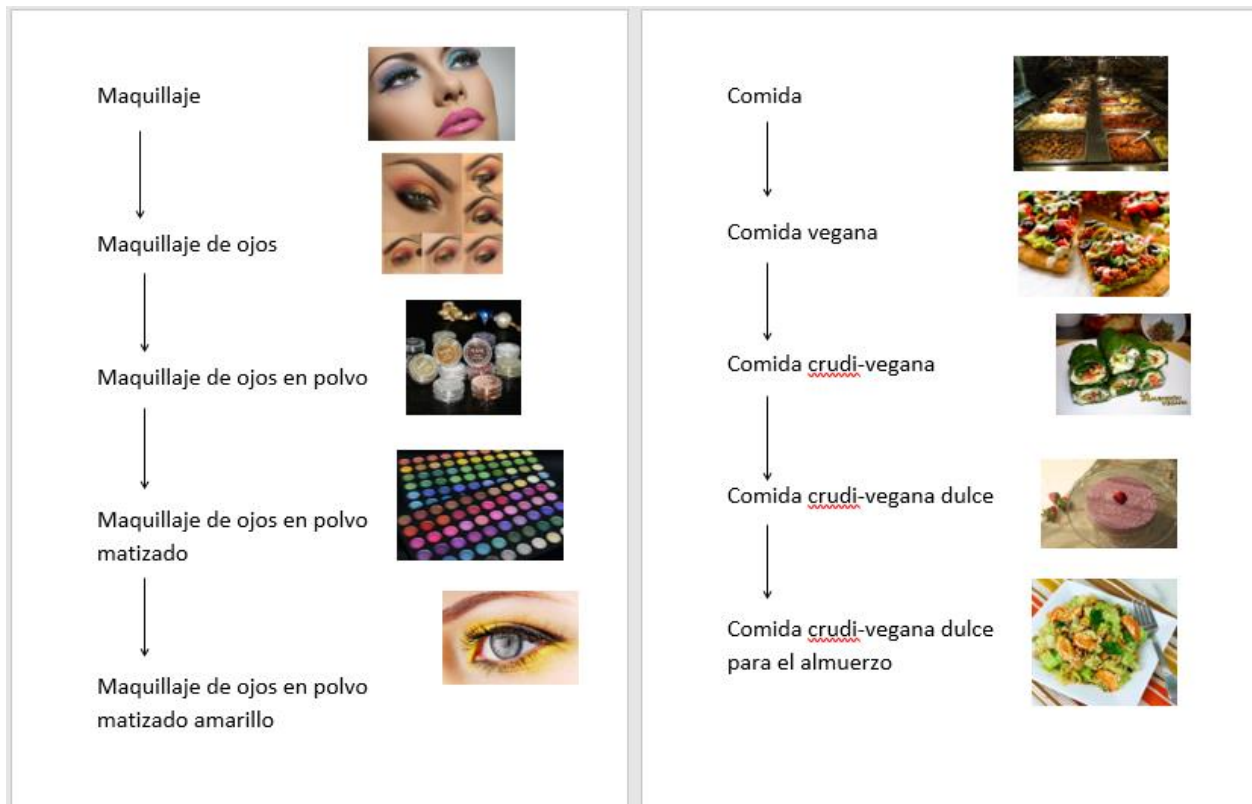 Maquillaje
Maquillaje de ojos
Maquillaje de ojos en polvo
Maquillaje de ojos en polvo
matizado
Maquillaje de ojos en polvo
matizado amarillo
Comida
Comida vegana
Comida crudi-vegana
Comida crudi-vegana dulce
Comida crudi-vegana dulce
para el almuerzo